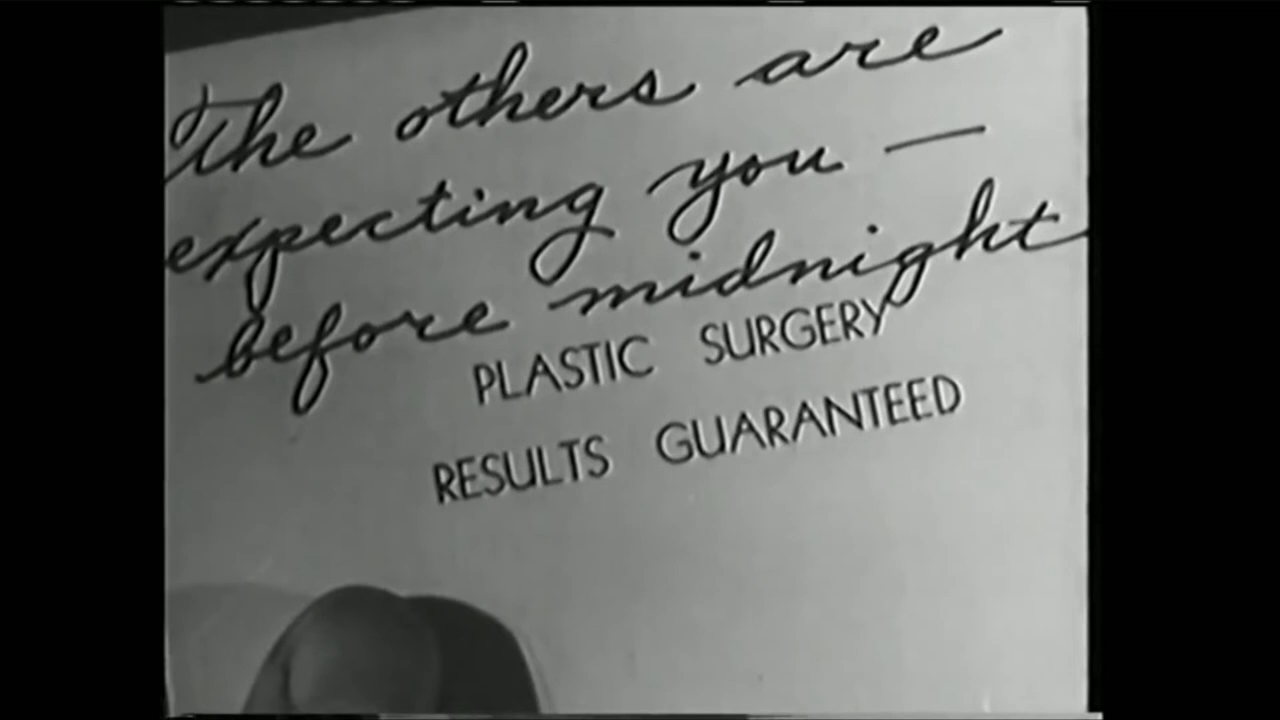 The others are
expecting you —
before midnight
PLASTIC SURGERY
RESULTS GUARANTEED